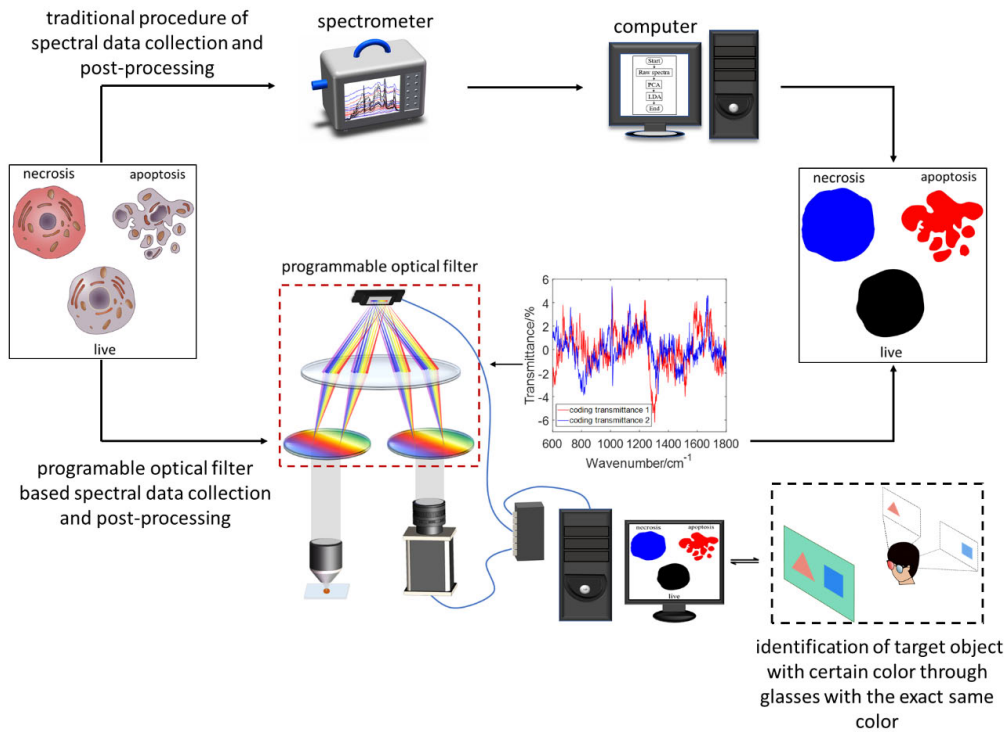 traditional procedure of
spectral data collection and
post-processing
spectrometer
computer
Start
Raw spectra
PCA
LDA
End
necrosis
apoptosis
live
necrosis
apoptosis
live
programmable optical filter
6
4
2
0
-2
-4
-6
Transmittance/%
coding transmittance 1
coding transmittance 2
600 800 1000 1200 1400 1600 1800
Wavenumber/cm⁻¹
programable optical filter
based spectral data collection
and post-processing
necrosis
apoptosis
live
identification of target object
with certain color through
glasses with the exact same
color